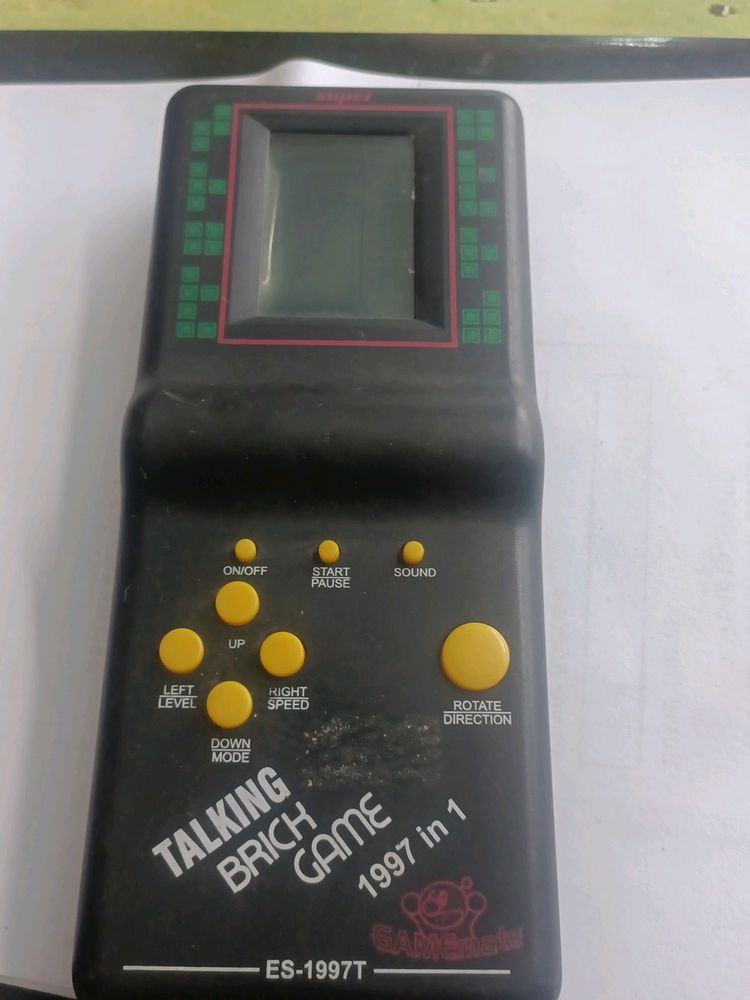 super
ON/OFF
START
PAUSE
SOUND
UP
LEFT
LEVEL
RIGHT
SPEED
DOWN
MODE
ROTATE
DIRECTION
TALKING
BRICK
GAME
1997 in 1
GAMEmate
ES-1997T